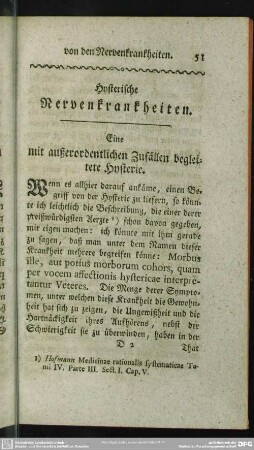 von den Nervenkrankheiten. 51
Hysterische
Nervenkrankheiten.
Eine
mit außerordentlichen Zufällen beglei-
tete Hysterie.
Wenn es allhier darauf ankäme, einen Be-
griff von der Hysterie zu liefern, so könn-
te ich leichtlich die Beschreibung, die einer derer
preißwürdigsten Aerzte ¹) schon davon gegeben,
mir eigen machen: ich könnte mit ihm gerade
zu sagen, daß man unter dem Namen dieser
Krankheit mehrere begreifen könne: Morbus
ille, aut potius morborum cohors, quam
per vocem affectionis hystericae interpre-
tantur Veteres. Die Menge derer Sympto-
men, unter welchen diese Krankheit die Gewohn-
heit hat sich zu zeigen, die Ungewißheit und die
Hartnäckigkeit ihres Aufhörens, nebst der
Schwierigkeit sie zu überwinden, haben in der
D 2 That
1) Hofmann Medicinae rationalis systematicae To-
mi IV. Parte III. Sect. I. Cap. V.